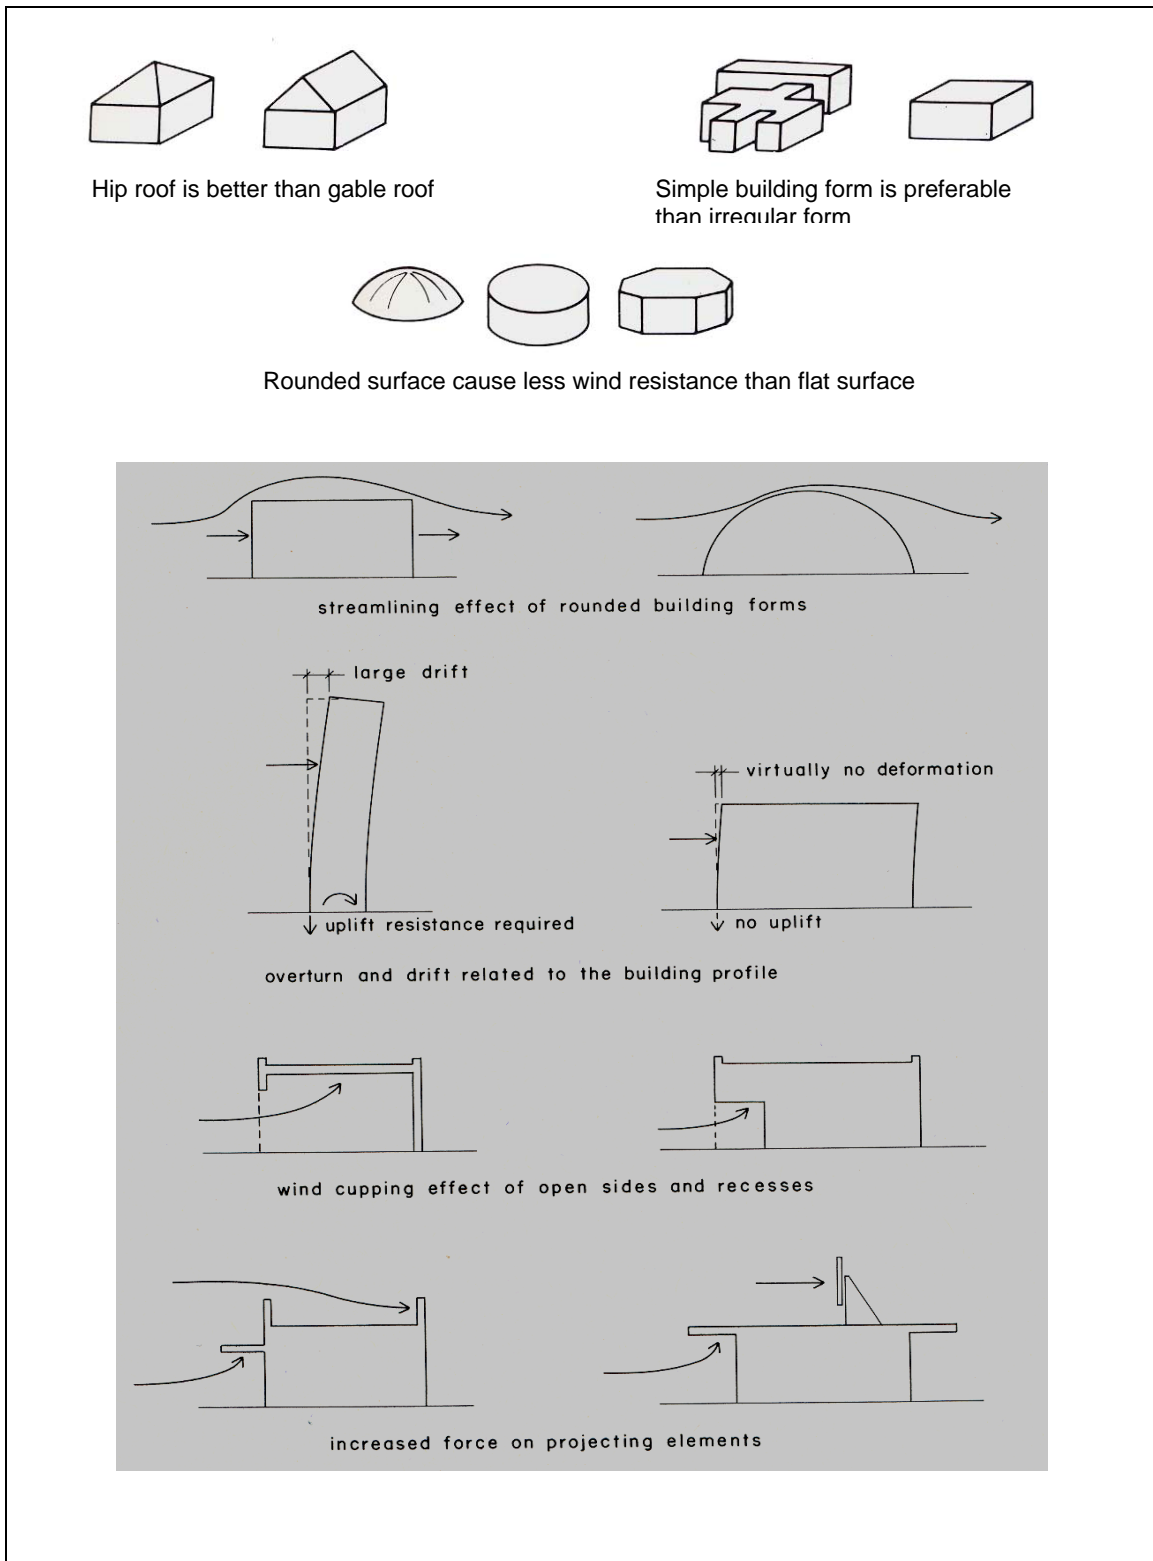 Hip roof is better than gable roof
Simple building form is preferable
than irregular form
Rounded surface cause less wind resistance than flat surface
streamlining effect of rounded building forms
large drift
virtually no deformation
uplift resistance required
no uplift
overturn and drift related to the building profile
wind cupping effect of open sides and recesses
increased force on projecting elements